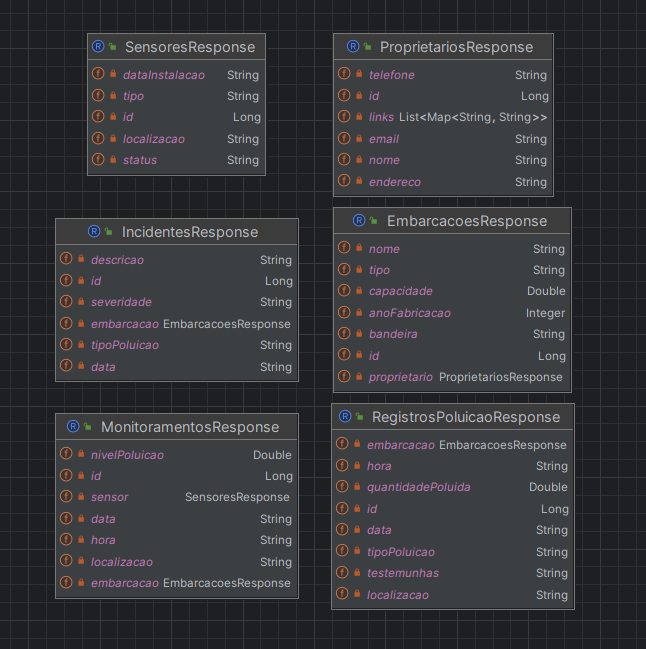 SensoresResponse
dataInstalacao String
tipo String
id Long
localizacao String
status String
ProprietariosResponse
telefone String
id Long
links List<Map<String, String>>
email String
nome String
endereco String
IncidentesResponse
descricao String
id Long
severidade String
embarcacao EmbarcacoesResponse
tipoPoluicao String
data String
EmbarcacoesResponse
nome String
tipo String
capacidade Double
anoFabricacao Integer
bandeira String
id Long
proprietario ProprietariosResponse
MonitoramentosResponse
nivelPoluicao Double
id Long
sensor SensoresResponse
data String
hora String
localizacao String
embarcacao EmbarcacoesResponse
RegistrosPoluicaoResponse
embarcacao EmbarcacoesResponse
hora String
quantidadePoluida Double
id Long
data String
tipoPoluicao String
testemunhas String
localizacao String